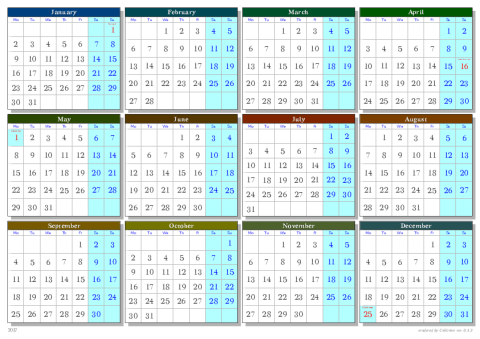 January
Mo Tu We Th Fr Sa Su
1
2 3 4 5 6 7 8
9 10 11 12 13 14 15
16 17 18 19 20 21 22
23 24 25 26 27 28 29
30 31
February
Mo Tu We Th Fr Sa Su
1 2 3 4 5
6 7 8 9 10 11 12
13 14 15 16 17 18 19
20 21 22 23 24 25 26
27 28
March
Mo Tu We Th Fr Sa Su
1 2 3 4 5
6 7 8 9 10 11 12
13 14 15 16 17 18 19
20 21 22 23 24 25 26
27 28 29 30 31
April
Mo Tu We Th Fr Sa Su
1 2
3 4 5 6 7 8 9
10 11 12 13 14 15 16
17 18 19 20 21 22 23
24 25 26 27 28 29 30
May
Mo Tu We Th Fr Sa Su
1 2 3 4 5 6 7
8 9 10 11 12 13 14
15 16 17 18 19 20 21
22 23 24 25 26 27 28
29 30 31
June
Mo Tu We Th Fr Sa Su
1 2 3 4
5 6 7 8 9 10 11
12 13 14 15 16 17 18
19 20 21 22 23 24 25
26 27 28 29 30
July
Mo Tu We Th Fr Sa Su
1 2
3 4 5 6 7 8 9
10 11 12 13 14 15 16
17 18 19 20 21 22 23
24 25 26 27 28 29 30
31
August
Mo Tu We Th Fr Sa Su
1 2 3 4 5 6
7 8 9 10 11 12 13
14 15 16 17 18 19 20
21 22 23 24 25 26 27
28 29 30 31
September
Mo Tu We Th Fr Sa Su
1 2 3
4 5 6 7 8 9 10
11 12 13 14 15 16 17
18 19 20 21 22 23 24
25 26 27 28 29 30
October
Mo Tu We Th Fr Sa Su
1
2 3 4 5 6 7 8
9 10 11 12 13 14 15
16 17 18 19 20 21 22
23 24 25 26 27 28 29
30 31
November
Mo Tu We Th Fr Sa Su
1 2 3 4 5
6 7 8 9 10 11 12
13 14 15 16 17 18 19
20 21 22 23 24 25 26
27 28 29 30
December
Mo Tu We Th Fr Sa Su
1 2 3
4 5 6 7 8 9 10
11 12 13 14 15 16 17
18 19 20 21 22 23 24
25 26 27 28 29 30 31
2017